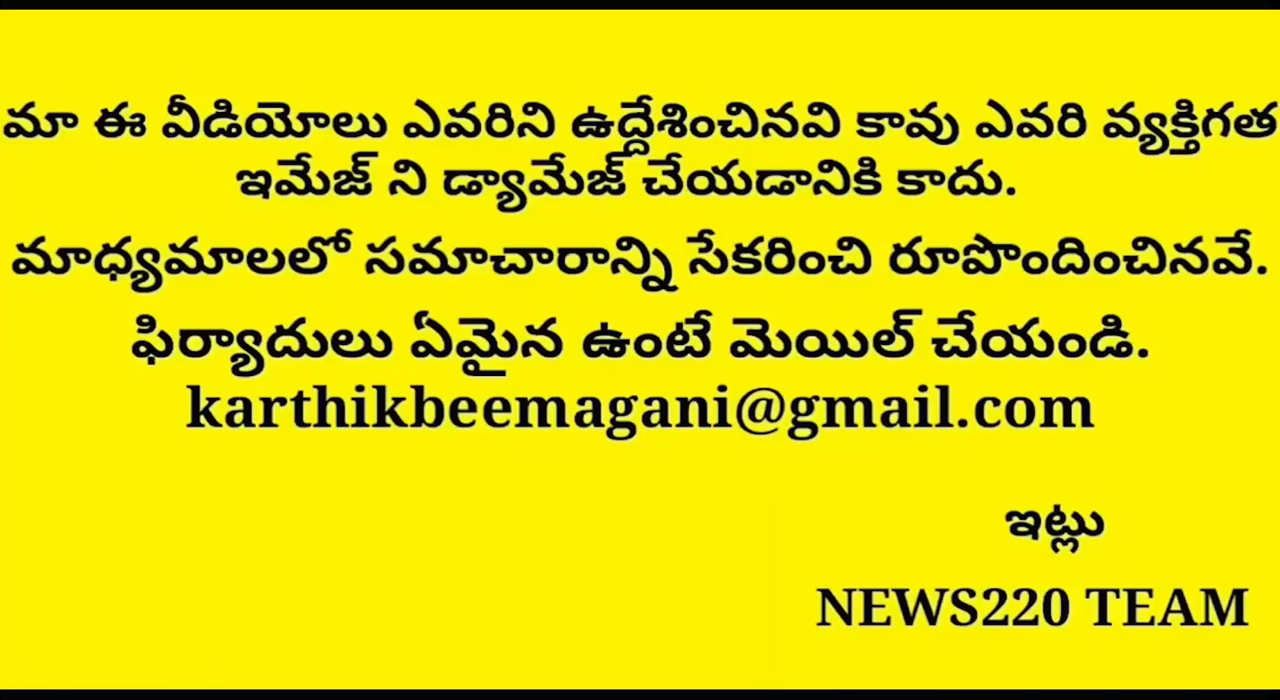 మా ఈ వీడియోలు ఎవరిని ఉద్దేశించినవి కావు ఎవరి వ్యక్తిగత
ఇమేజ్ ని డ్యామేజ్ చేయడానికి కాదు.
మాధ్యమాలలో సమాచారాన్ని సేకరించి రూపొందించినవే.
ఫిర్యాదులు ఏమైన ఉంటే మెయిల్ చేయండి.
karthikbeemagani@gmail.com
ఇట్లు
NEWS220 TEAM